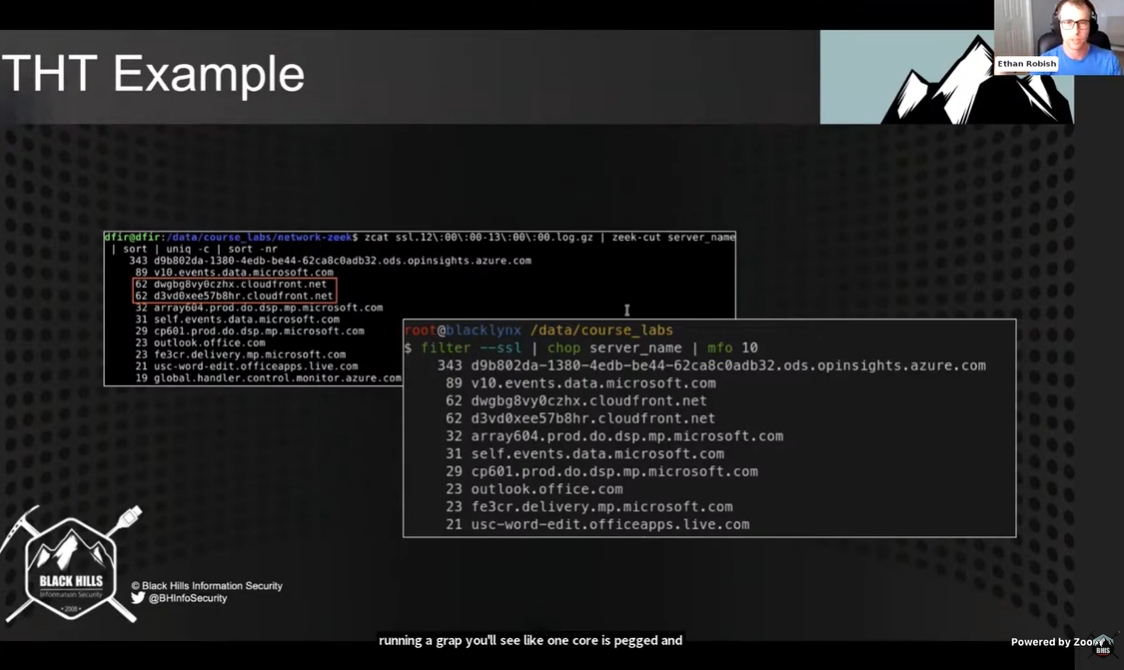 THT Example
Ethan Robish
dfir@dfir:/data/course_labs/network-zeek$ zcat ssl.12\:00\:00-13\:00\:00.log.gz | zeek-cut server_name
| sort | uniq -c | sort -nr
343 d9b802da-1380-4edb-be44-62ca8c0adb32.ods.opinsights.azure.com
89 v10.events.data.microsoft.com
62 dwgbg8vy0czhx.cloudfront.net
62 d3vd0xee57b8hr.cloudfront.net
32 array604.prod.do.dsp.mp.microsoft.com
31 self.events.data.microsoft.com
29 cp601.prod.do.dsp.mp.microsoft.com
23 outlook.office.com
23 fe3cr.delivery.mp.microsoft.com
21 usc-word-edit.officeapps.live.com
19 global.handler.control.monitor.azure.com
root@blacklynx /data/course_labs
$ filter --ssl | chop server_name | mfo 10
343 d9b802da-1380-4edb-be44-62ca8c0adb32.ods.opinsights.azure.com
89 v10.events.data.microsoft.com
62 dwgbg8vy0czhx.cloudfront.net
62 d3vd0xee57b8hr.cloudfront.net
32 array604.prod.do.dsp.mp.microsoft.com
31 self.events.data.microsoft.com
29 cp601.prod.do.dsp.mp.microsoft.com
23 outlook.office.com
23 fe3cr.delivery.mp.microsoft.com
21 usc-word-edit.officeapps.live.com
BLACK HILLS
Information Security
• 2008 •
© Black Hills Information Security
@BHInfoSecurity
running a grap you'll see like one core is pegged and
Powered by Zoom
BHIS